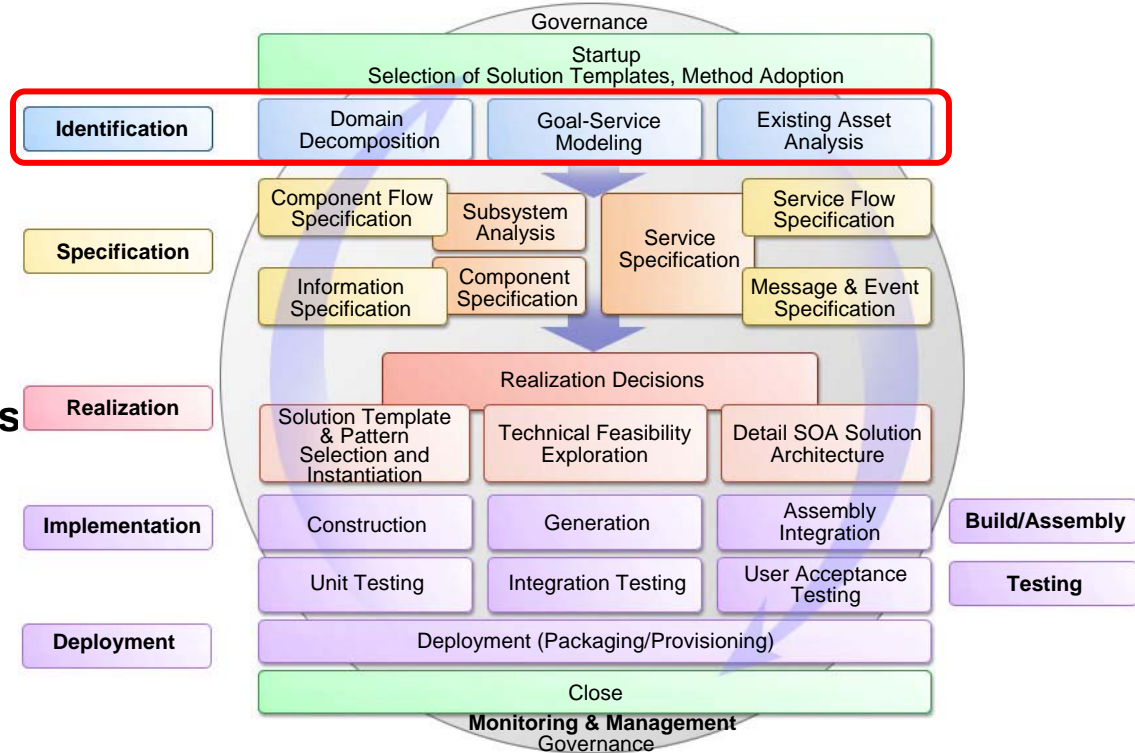 Governance
Startup
Selection of Solution Templates, Method Adoption
Identification
Domain
Decomposition
Goal-Service
Modeling
Existing Asset
Analysis
Specification
Component Flow
Specification
Subsystem
Analysis
Service
Specification
Service Flow
Specification
Information
Specification
Component
Specification
Message & Event
Specification
s
Realization
Realization Decisions
Solution Template
& Pattern
Selection and
Instantiation
Technical Feasibility
Exploration
Detail SOA Solution
Architecture
Implementation
Construction
Generation
Assembly
Integration
Build/Assembly
Unit Testing
Integration Testing
User Acceptance
Testing
Testing
Deployment
Deployment (Packaging/Provisioning)
Close
Monitoring & Management
Governance